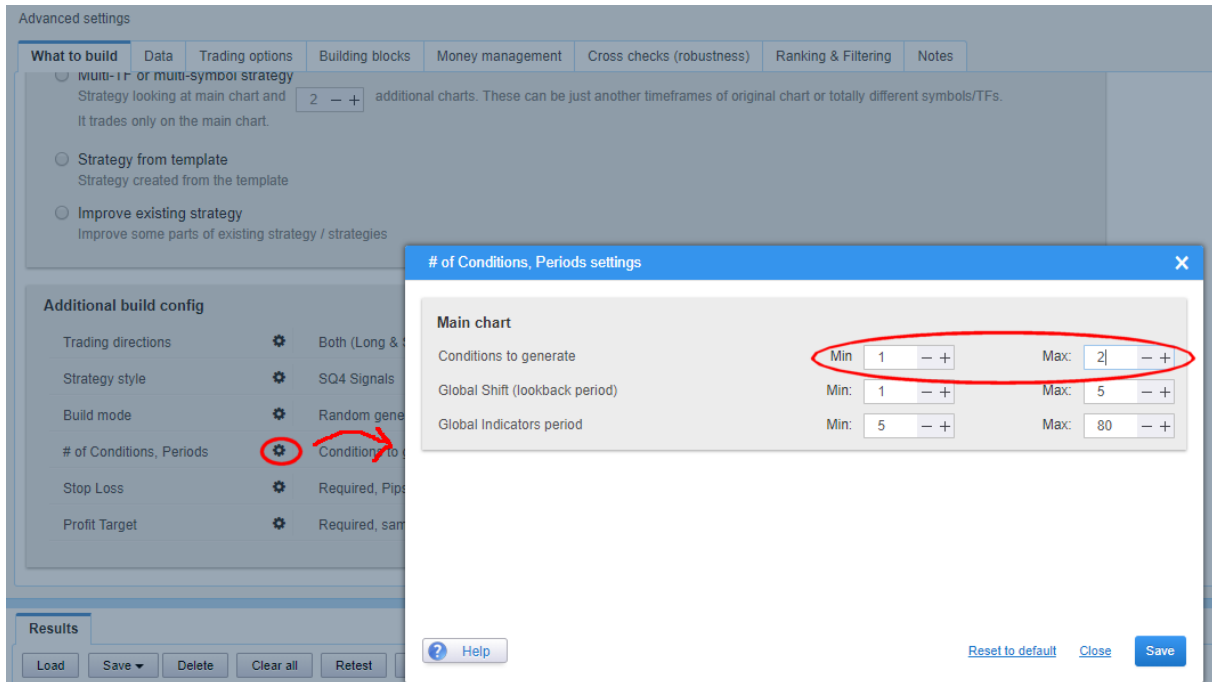 Advanced settings
What to build Data Trading options Building blocks Money management Cross checks (robustness) Ranking & Filtering Notes
Multi-TF or multi-symbol strategy
Strategy looking at main chart and 2 − + additional charts. These can be just another timeframes of original chart or totally different symbols/TFs.
It trades only on the main chart.
Strategy from template
Strategy created from the template
Improve existing strategy
Improve some parts of existing strategy / strategies
# of Conditions, Periods settings
Main chart
Conditions to generate Min 1 − + Max: 2 − +
Global Shift (lookback period) Min: 1 − + Max: 5 − +
Global Indicators period Min: 5 − + Max: 80 − +
Help Reset to default Close Save
Additional build config
Trading directions Both (Long &
Strategy style SQ4 Signals
Build mode Random gene
# of Conditions, Periods Conditions to
Stop Loss Required, Pips
Profit Target Required, sam
Results
Load Save Delete Clear all Retest